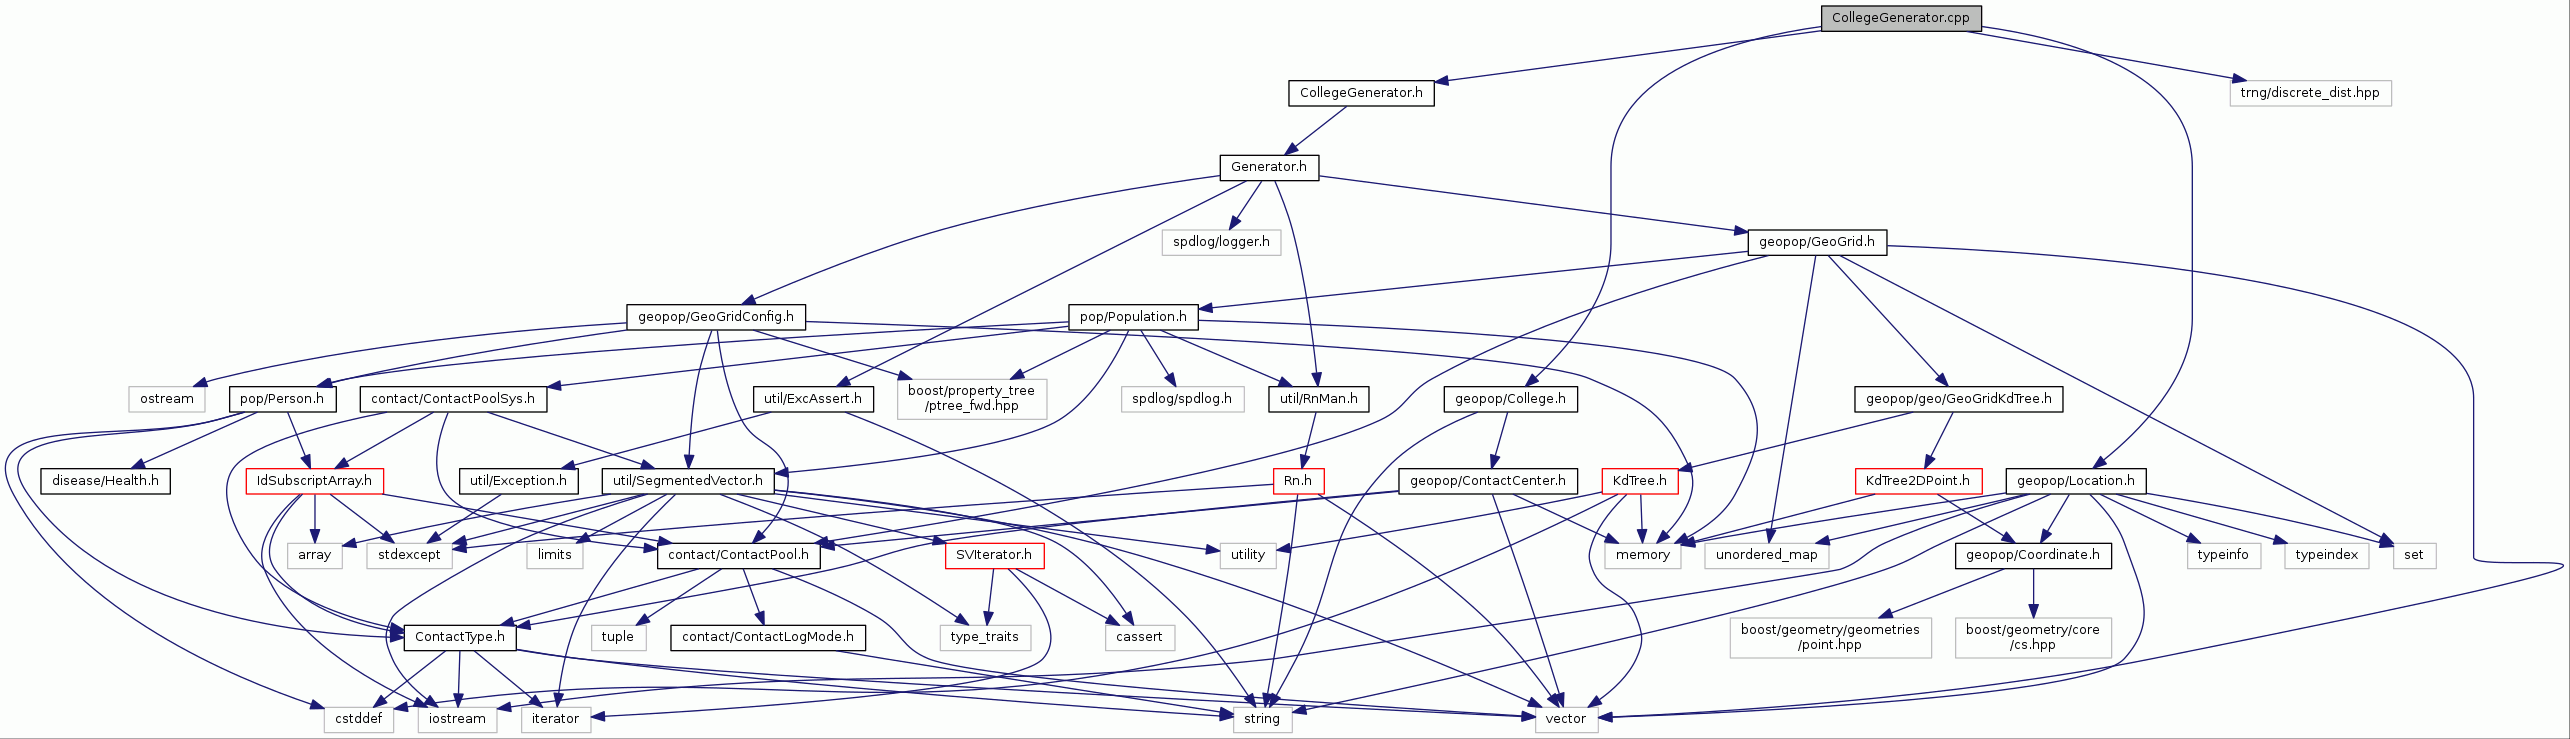 CollegeGenerator.cpp
CollegeGenerator.h
trng/discrete_dist.hpp
Generator.h
spdlog/logger.h
geopop/GeoGrid.h
geopop/GeoGridConfig.h
pop/Population.h
ostream
pop/Person.h
contact/ContactPoolSys.h
util/ExcAssert.h
boost/property_tree
/ptree_fwd.hpp
spdlog/spdlog.h
util/RnMan.h
geopop/College.h
geopop/geo/GeoGridKdTree.h
disease/Health.h
IdSubscriptArray.h
util/Exception.h
util/SegmentedVector.h
Rn.h
geopop/ContactCenter.h
KdTree.h
KdTree2DPoint.h
geopop/Location.h
array
stdexcept
limits
contact/ContactPool.h
SVIterator.h
utility
memory
unordered_map
geopop/Coordinate.h
typeinfo
typeindex
set
ContactType.h
tuple
contact/ContactLogMode.h
type_traits
cassert
boost/geometry/geometries
/point.hpp
boost/geometry/core
/cs.hpp
cstddef
iostream
iterator
string
vector